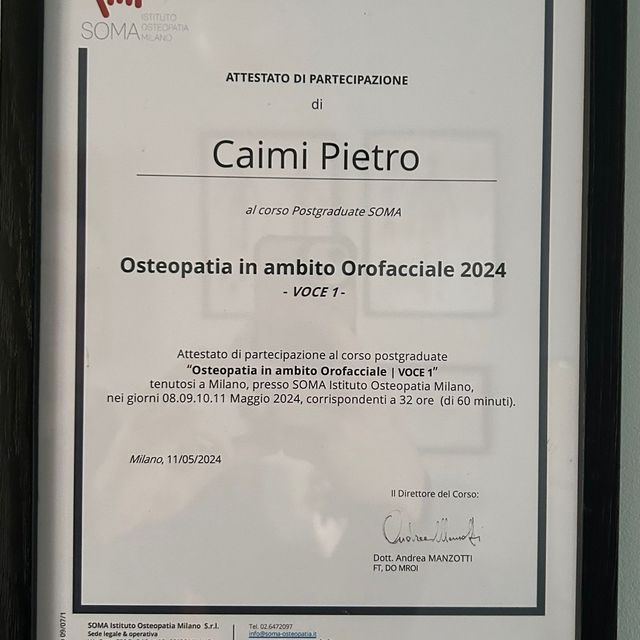 SOMA
ISTITUTO
OSTEOPATIA
MILANO
ATTESTATO DI PARTECIPAZIONE
di
Caimi Pietro
al corso Postgraduate SOMA
Osteopatia in ambito Orofacciale 2024
- VOCE 1 -
Attestato di partecipazione al corso postgraduate
“Osteopatia in ambito Orofacciale | VOCE 1”
tenutosi a Milano, presso SOMA Istituto Osteopatia Milano,
nei giorni 08.09.10.11 Maggio 2024, corrispondenti a 32 ore (di 60 minuti).
Milano, 11/05/2024
Il Direttore del Corso:
Andrea Manzotti
Dott. Andrea MANZOTTI
FT, DO MROI
SOMA Istituto Osteopatia Milano S.r.l.
Sede legale & operativa
Tel. 02.6472097
info@soma-osteopatia.it